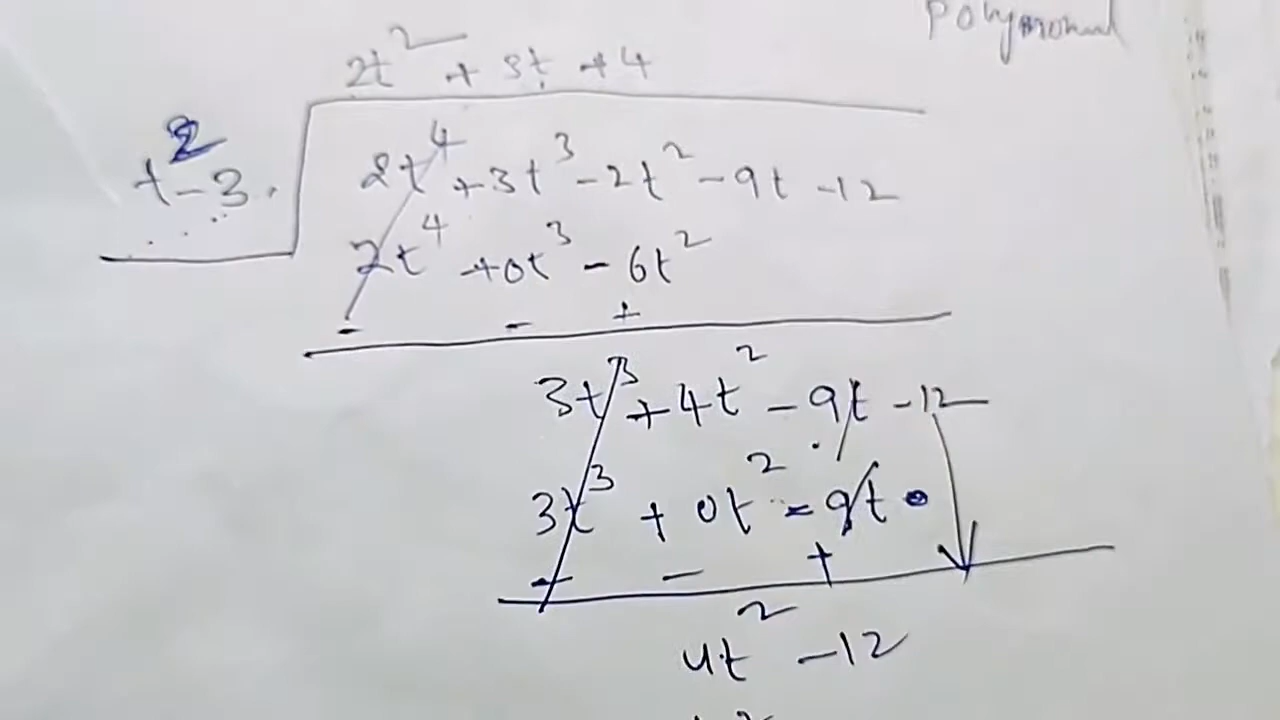 Polynomial
2t² + 3t + 4
t² - 3
2t⁴ + 3t³ - 2t² - 9t - 12
2t⁴ + 0t³ - 6t²
- - +
3t³ + 4t² - 9t - 12
3t³ + 0t² - 9t
- - +
4t² - 12